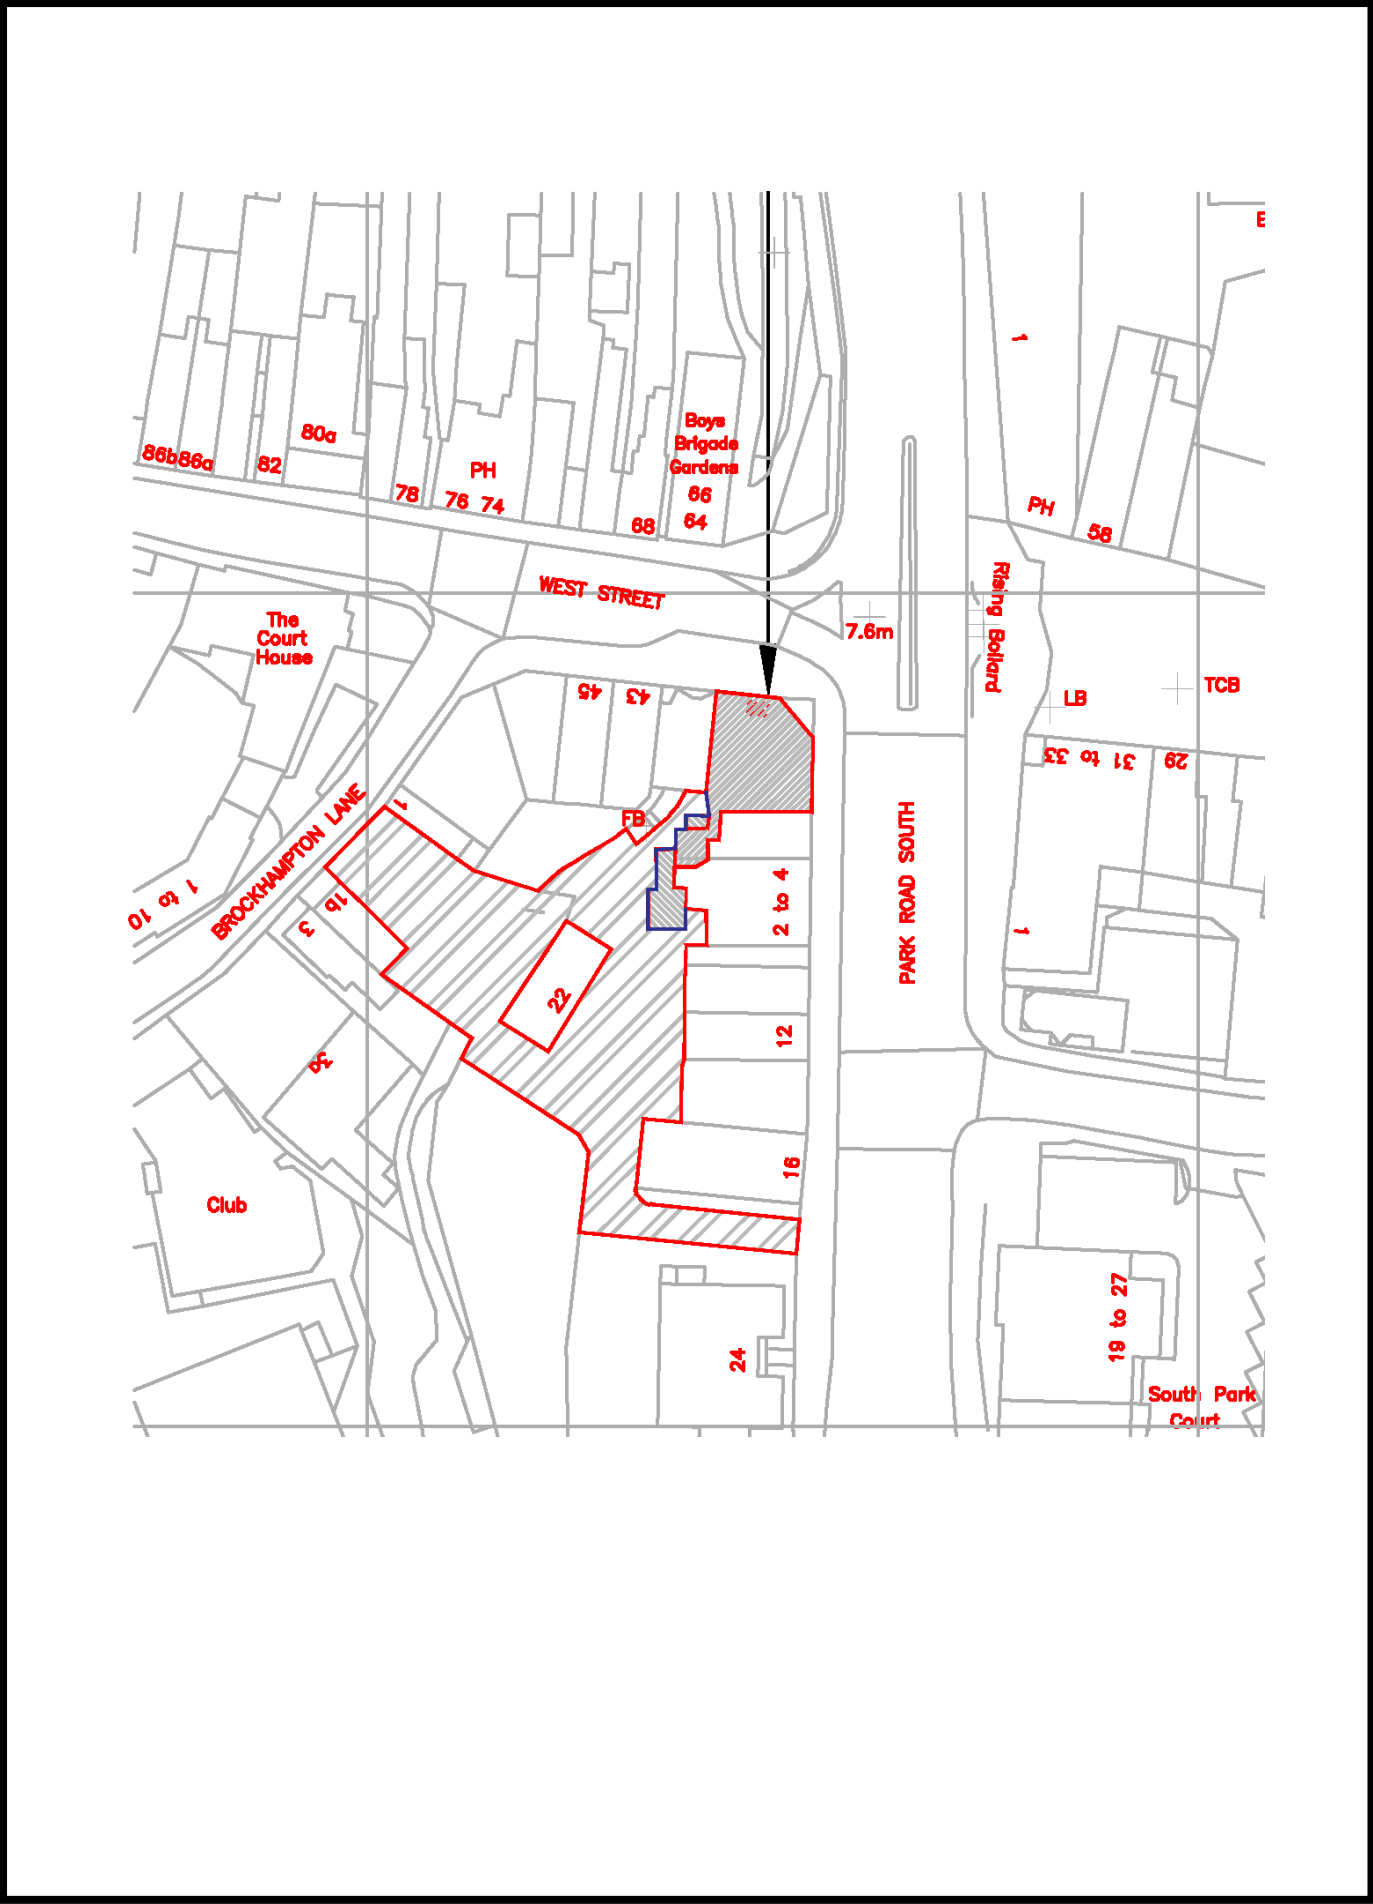 E
1
Boys
Brigade
Gardens
66
64
80a
86b
86a
82
PH
78
76
74
68
PH
58
WEST STREET
Rising Bollard
7.6m
The
Court
House
45
43
TCB
LB
31 to 33
29
FB
1
BROCKHAMPTON LANE
PARK ROAD SOUTH
1 to 10
1b
3
2 to 4
1
22
12
3a
16
Club
19 to 27
24
South Park
Court